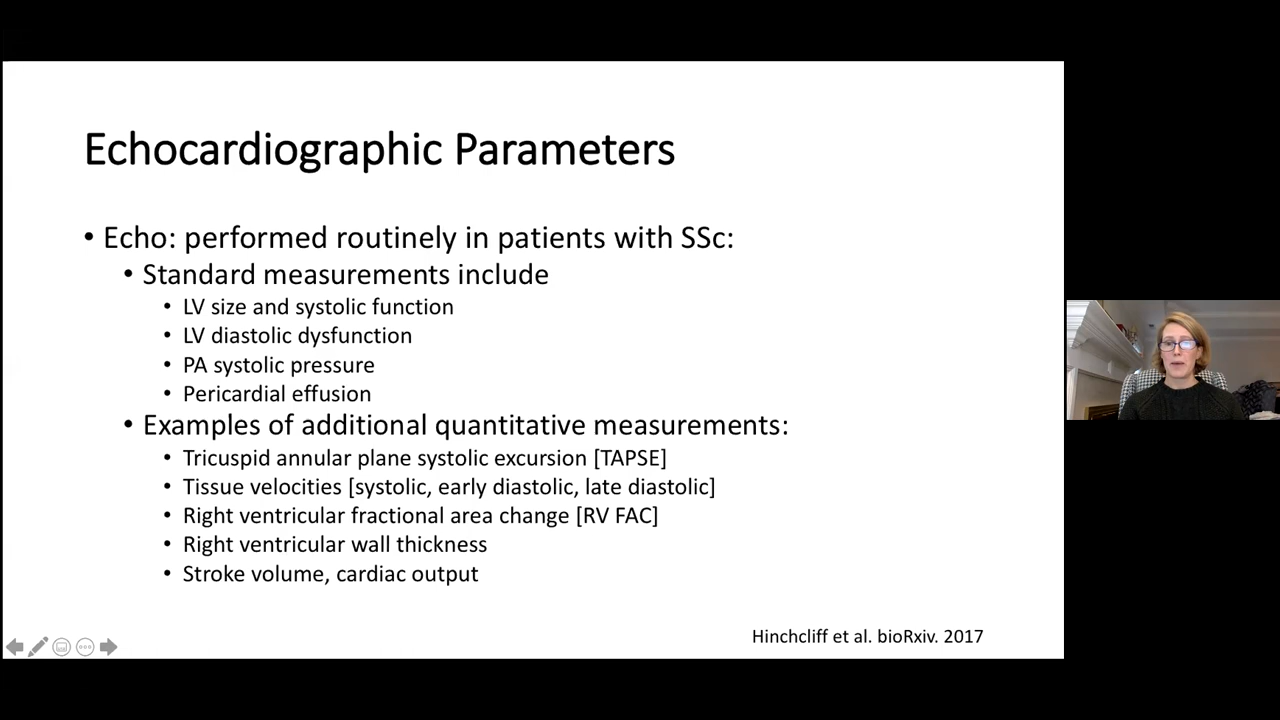 Echocardiographic Parameters
• Echo: performed routinely in patients with SSc:
• Standard measurements include
• LV size and systolic function
• LV diastolic dysfunction
• PA systolic pressure
• Pericardial effusion
• Examples of additional quantitative measurements:
• Tricuspid annular plane systolic excursion [TAPSE]
• Tissue velocities [systolic, early diastolic, late diastolic]
• Right ventricular fractional area change [RV FAC]
• Right ventricular wall thickness
• Stroke volume, cardiac output
Hinchcliff et al. bioRxiv. 2017